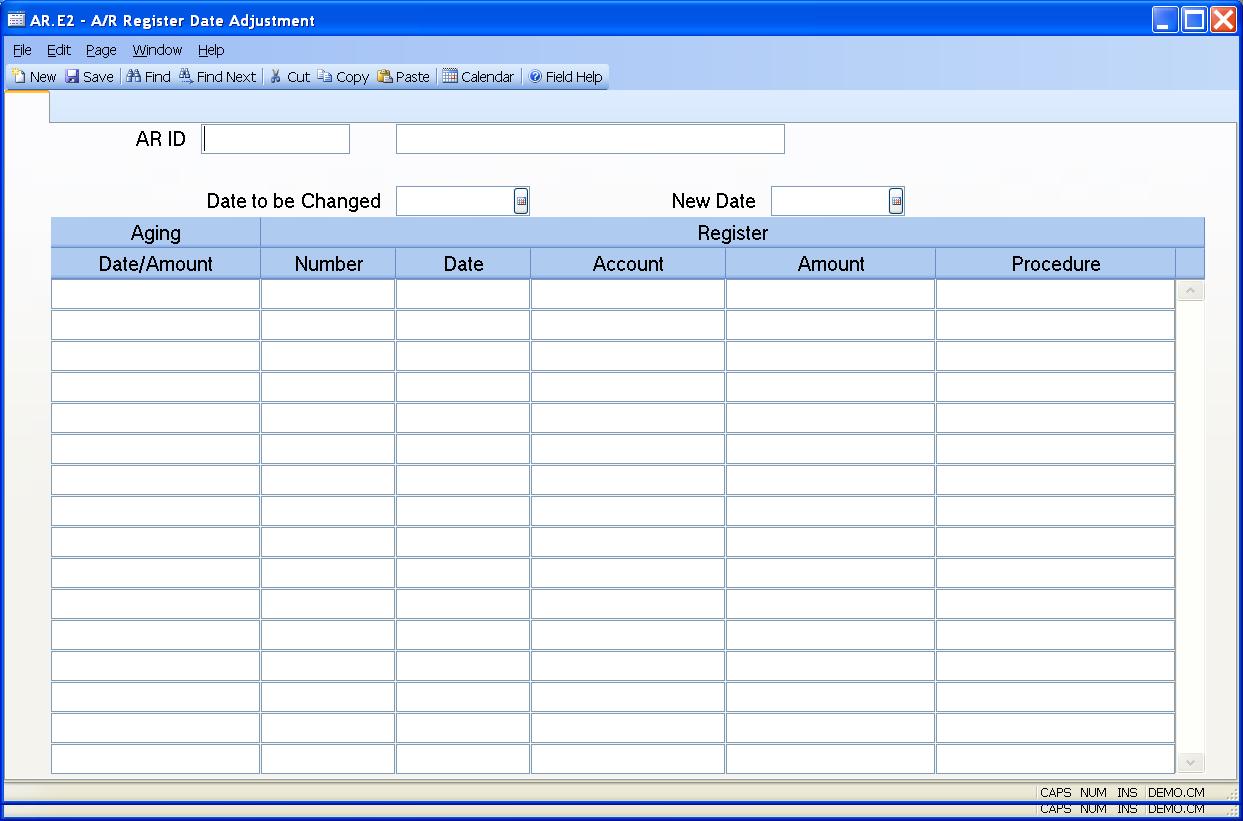 AR.E2 - A/R Register Date Adjustment
File Edit Page Window Help
New Save Find Find Next Cut Copy Paste Calendar Field Help
AR ID
Date to be Changed New Date
Aging Register
Date/Amount Number Date Account Amount Procedure
CAPS NUM INS DEMO.CM
CAPS NUM INS DEMO.CM